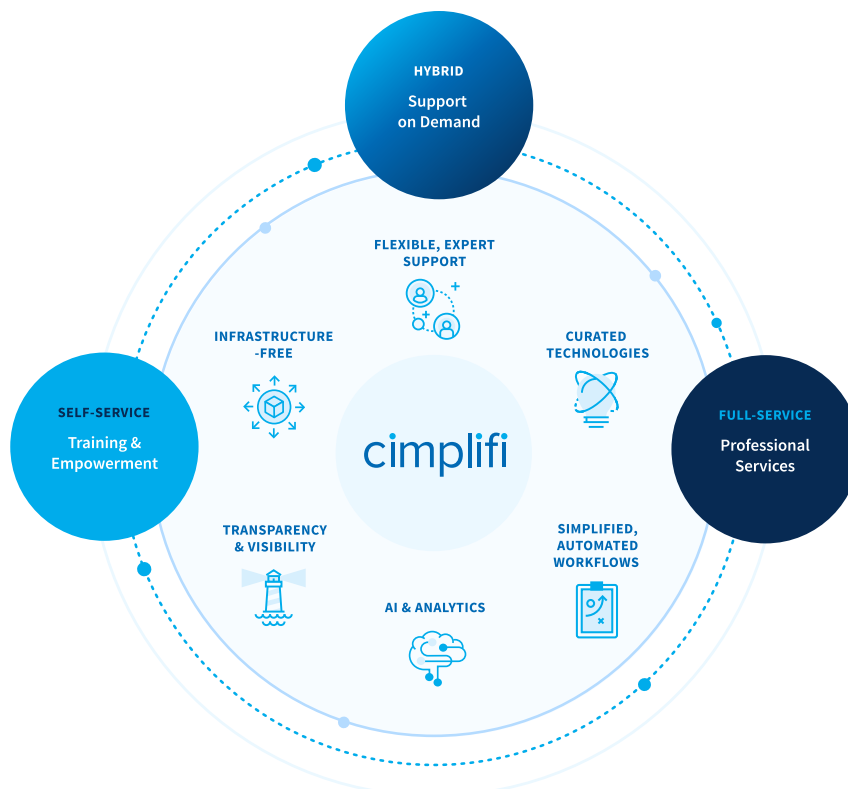 HYBRID
Support
on Demand
FLEXIBLE, EXPERT
SUPPORT
INFRASTRUCTURE
-FREE
CURATED
TECHNOLOGIES
SELF-SERVICE
Training &
Empowerment
cimplifi
FULL-SERVICE
Professional
Services
TRANSPARENCY
& VISIBILITY
SIMPLIFIED,
AUTOMATED
WORKFLOWS
AI & ANALYTICS